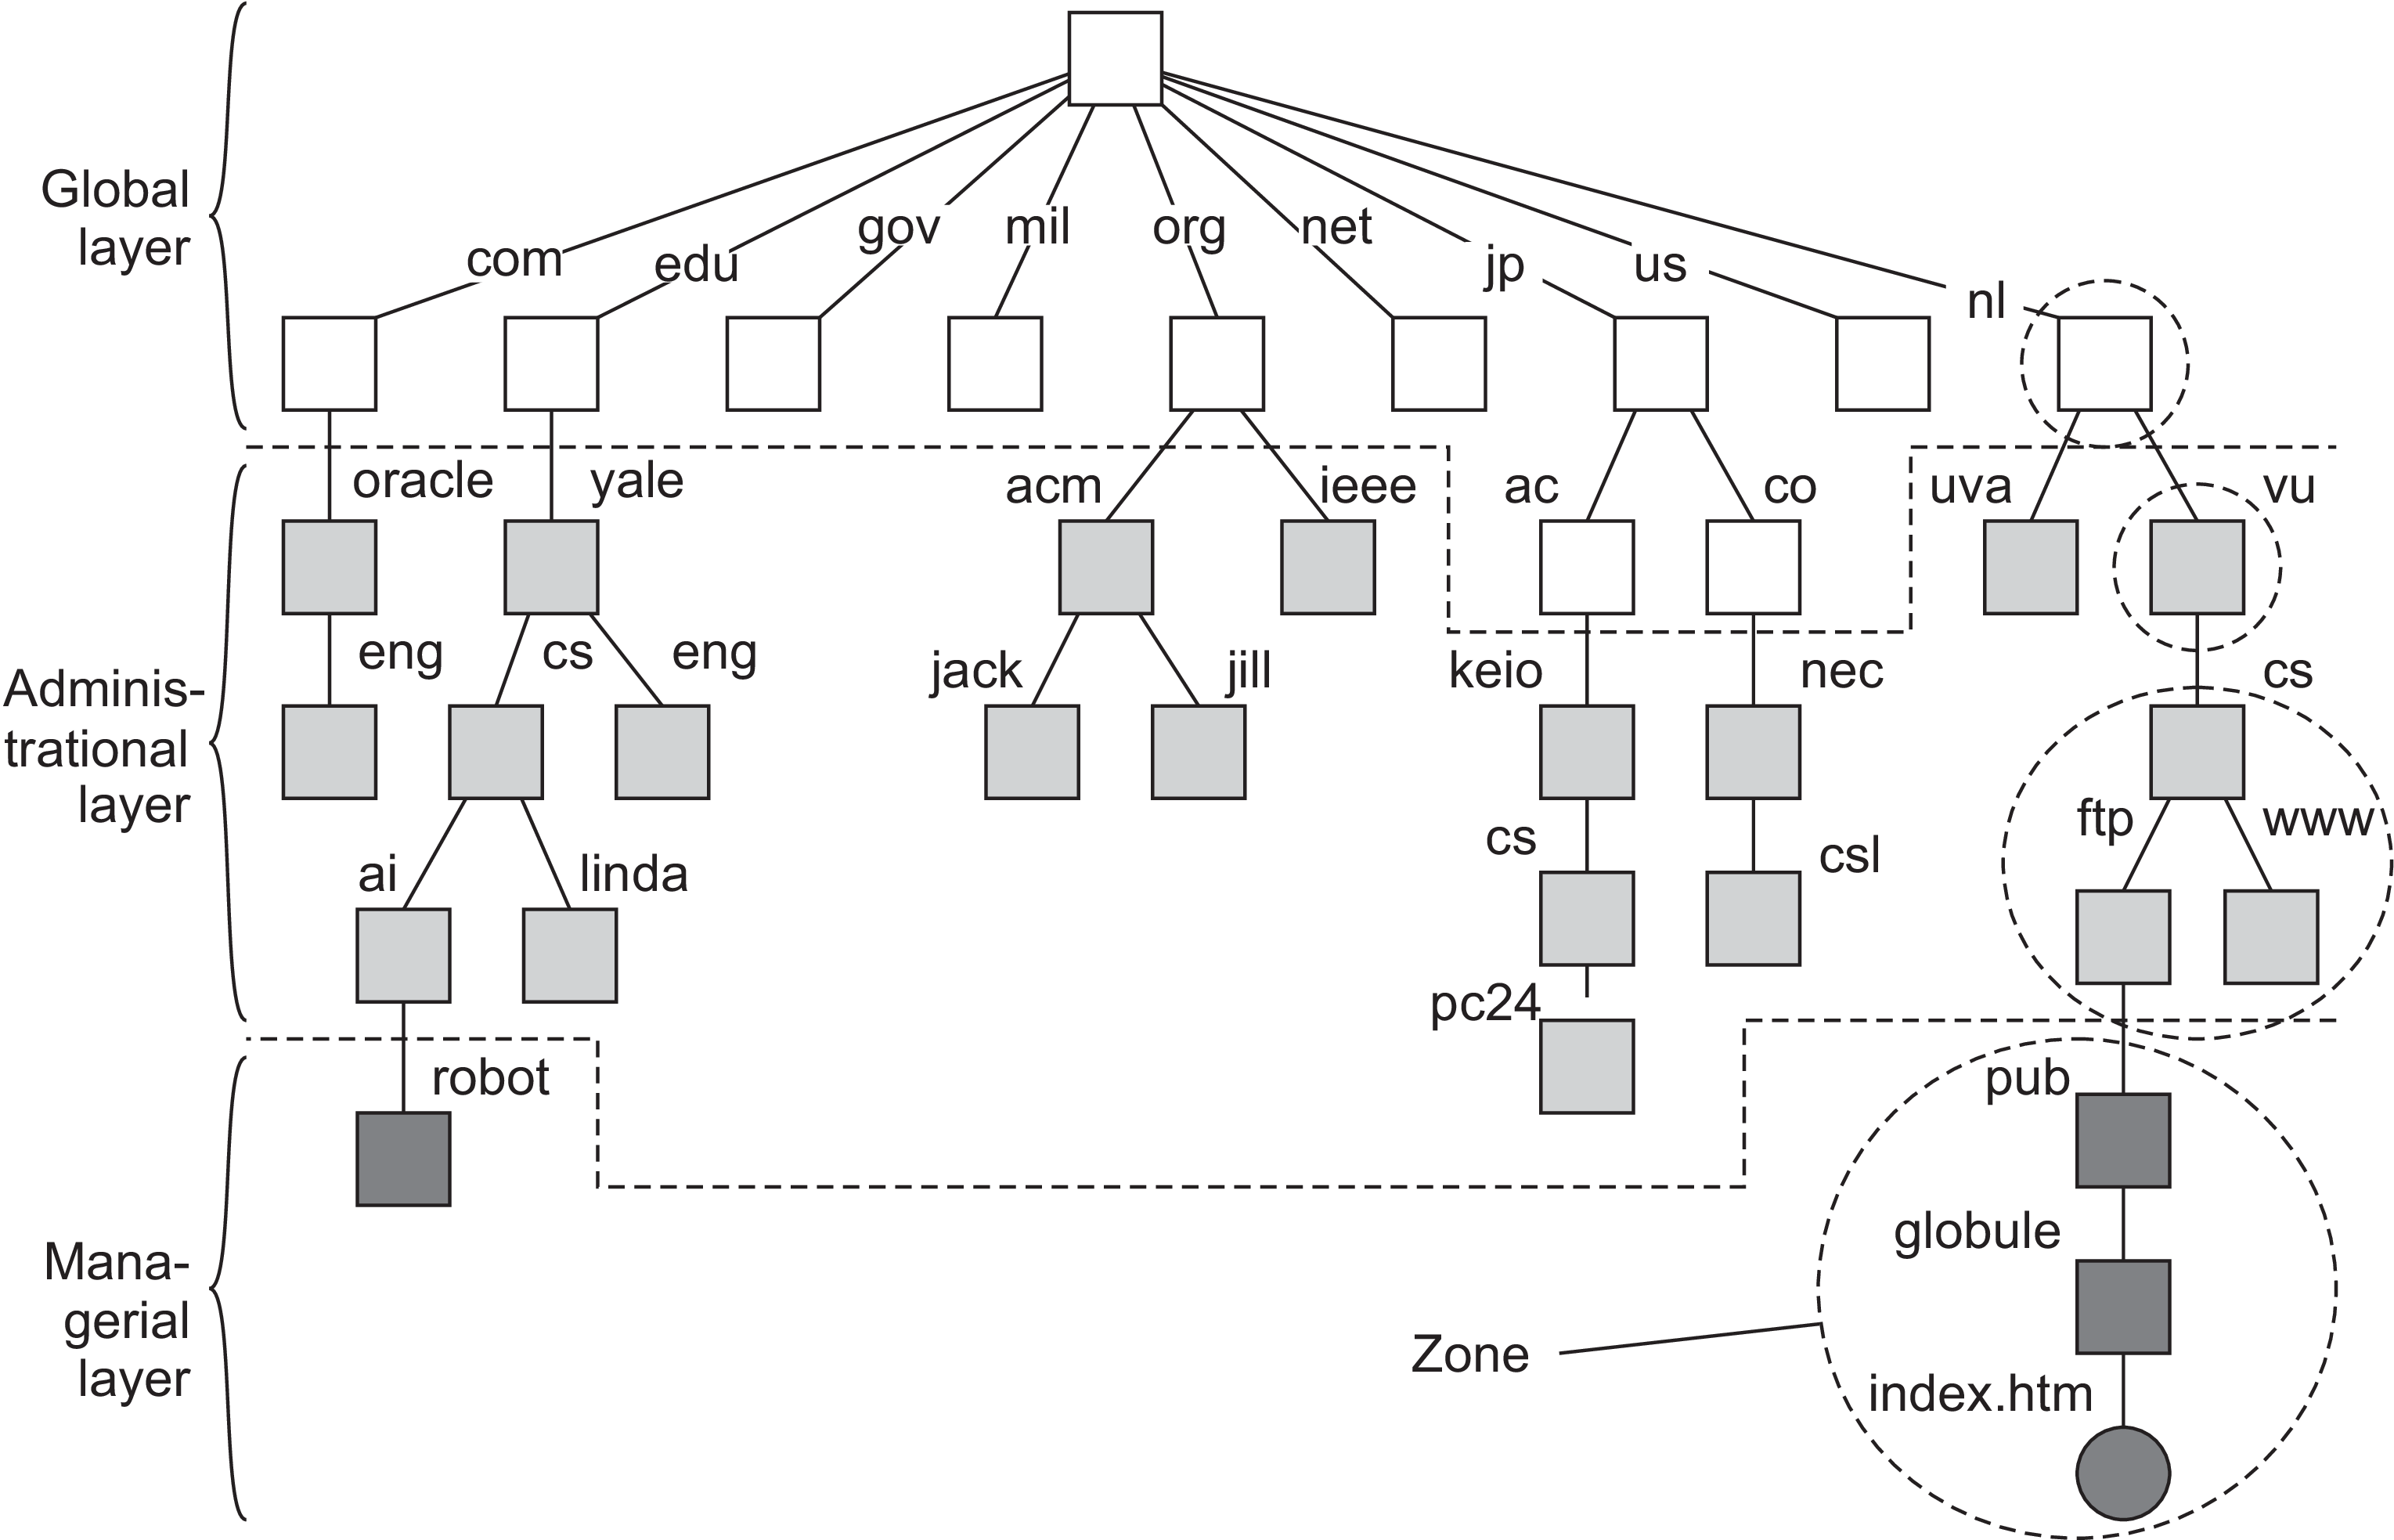 Global
layer
com
edu
gov
mil
org
net
jp
us
nl
oracle
yale
acm
ieee
ac
co
uva
vu
Adminis-
trational
layer
eng
cs
eng
jack
jill
keio
nec
cs
ai
linda
cs
csl
ftp
www
pc24
robot
pub
Mana-
gerial
layer
globule
Zone
index.htm